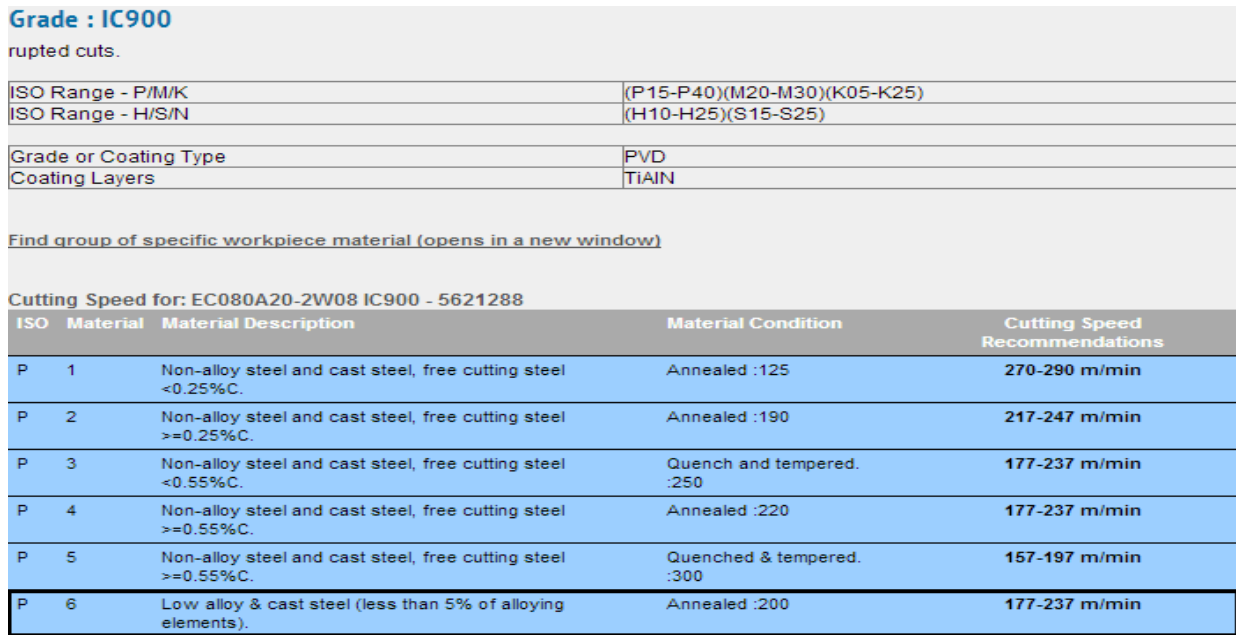 Grade : IC900
rupted cuts.
ISO Range - P/M/K (P15-P40)(M20-M30)(K05-K25)
ISO Range - H/S/N (H10-H25)(S15-S25)
Grade or Coating Type PVD
Coating Layers TiAlN
Find group of specific workpiece material (opens in a new window)
Cutting Speed for: EC080A20-2W08 IC900 - 5621288
ISO Material Material Description Material Condition Cutting Speed
Recommendations
P 1 Non-alloy steel and cast steel, free cutting steel Annealed :125 270-290 m/min
<0.25%C.
P 2 Non-alloy steel and cast steel, free cutting steel Annealed :190 217-247 m/min
>=0.25%C.
P 3 Non-alloy steel and cast steel, free cutting steel Quench and tempered. 177-237 m/min
<0.55%C. :250
P 4 Non-alloy steel and cast steel, free cutting steel Annealed :220 177-237 m/min
>=0.55%C.
P 5 Non-alloy steel and cast steel, free cutting steel Quenched & tempered. 157-197 m/min
>=0.55%C. :300
P 6 Low alloy & cast steel (less than 5% of alloying Annealed :200 177-237 m/min
elements).